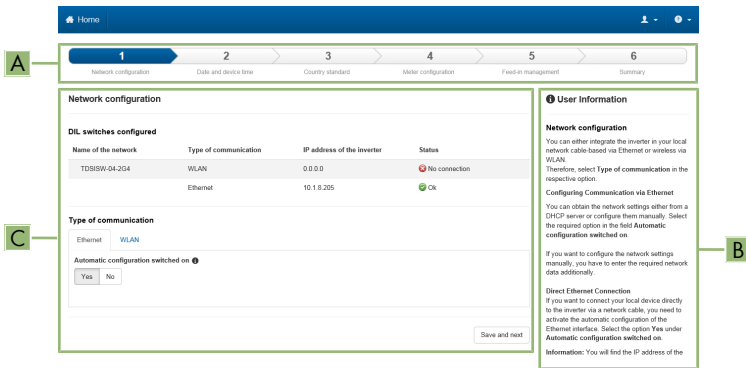 Home
1 2 3 4 5 6
Network configuration Date and device time Country standard Meter configuration Feed-in management Summary
A
Network configuration
DIL switches configured
Name of the network Type of communication IP address of the inverter Status
TDSISW-04-2G4 WLAN 0.0.0.0 No connection
Ethernet 10.1.8.205 Ok
Type of communication
Ethernet WLAN
Automatic configuration switched on
Yes No
Save and next
C
User Information
Network configuration
You can either integrate the inverter in your local
network cable-based via Ethernet or wireless via
WLAN.
Therefore, select Type of communication in the
respective option.
Configuring Communication via Ethernet
You can obtain the network settings either from a
DHCP server or configure them manually. Select
the required option in the field Automatic
configuration switched on.
If you want to configure the network settings
manually, you have to enter the required network
data additionally.
Direct Ethernet Connection
If you want to connect your local device directly
to the inverter via a network cable, you need to
activate the automatic configuration of the
Ethernet interface. Select the option Yes under
Automatic configuration switched on.
Information: You will find the IP address of the
B